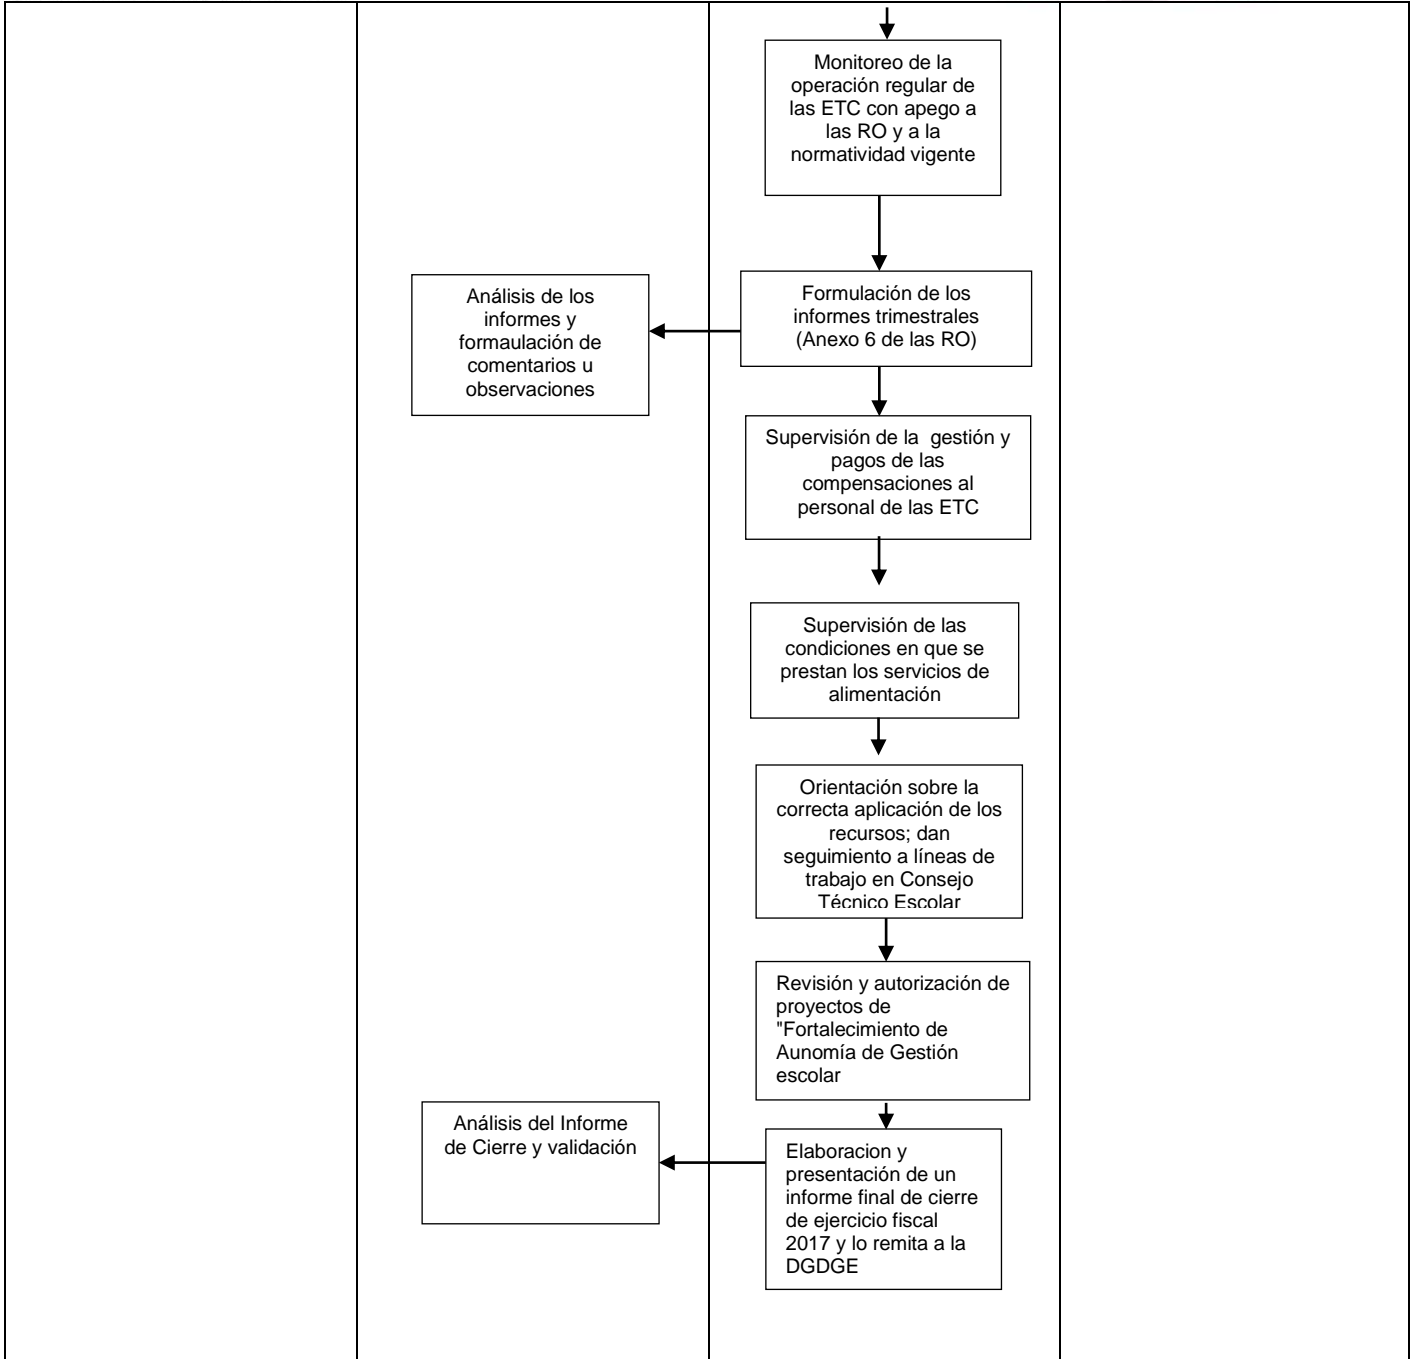 Monitoreo de la
operación regular de
las ETC con apego a
las RO y a la
normatividad vigente
Análisis de los
informes y
formaulación de
comentarios u
observaciones
Formulación de los
informes trimestrales
(Anexo 6 de las RO)
Supervisión de la  gestión y
pagos de las
compensaciones al
personal de las ETC
Supervisión de las
condiciones en que se
prestan los servicios de
alimentación
Orientación sobre la
correcta aplicación de los
recursos; dan
seguimiento a líneas de
trabajo en Consejo
Técnico Escolar
Revisión y autorización de
proyectos de
"Fortalecimiento de
Aunomía de Gestión
escolar
Análisis del Informe
de Cierre y validación
Elaboracion y
presentación de un
informe final de cierre
de ejercicio fiscal
2017 y lo remita a la
DGDGE